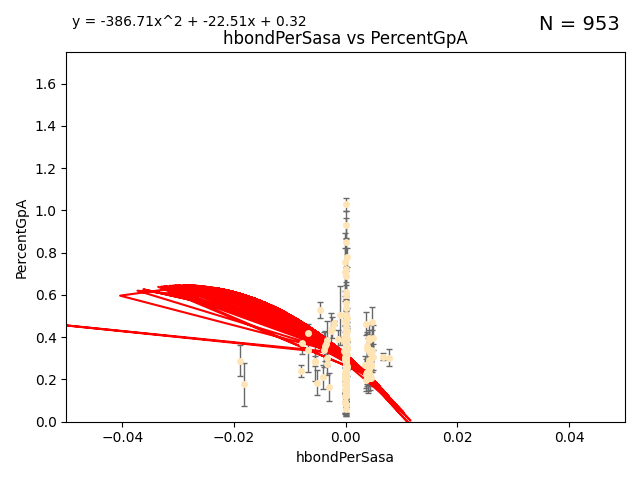 y = -386.71x^2 + -22.51x + 0.32
N = 953
hbondPerSasa vs PercentGpA
1.6
1.4
1.2
1.0
0.8
0.6
0.4
0.2
0.0
PercentGpA
−0.04
−0.02
0.00
0.02
0.04
hbondPerSasa